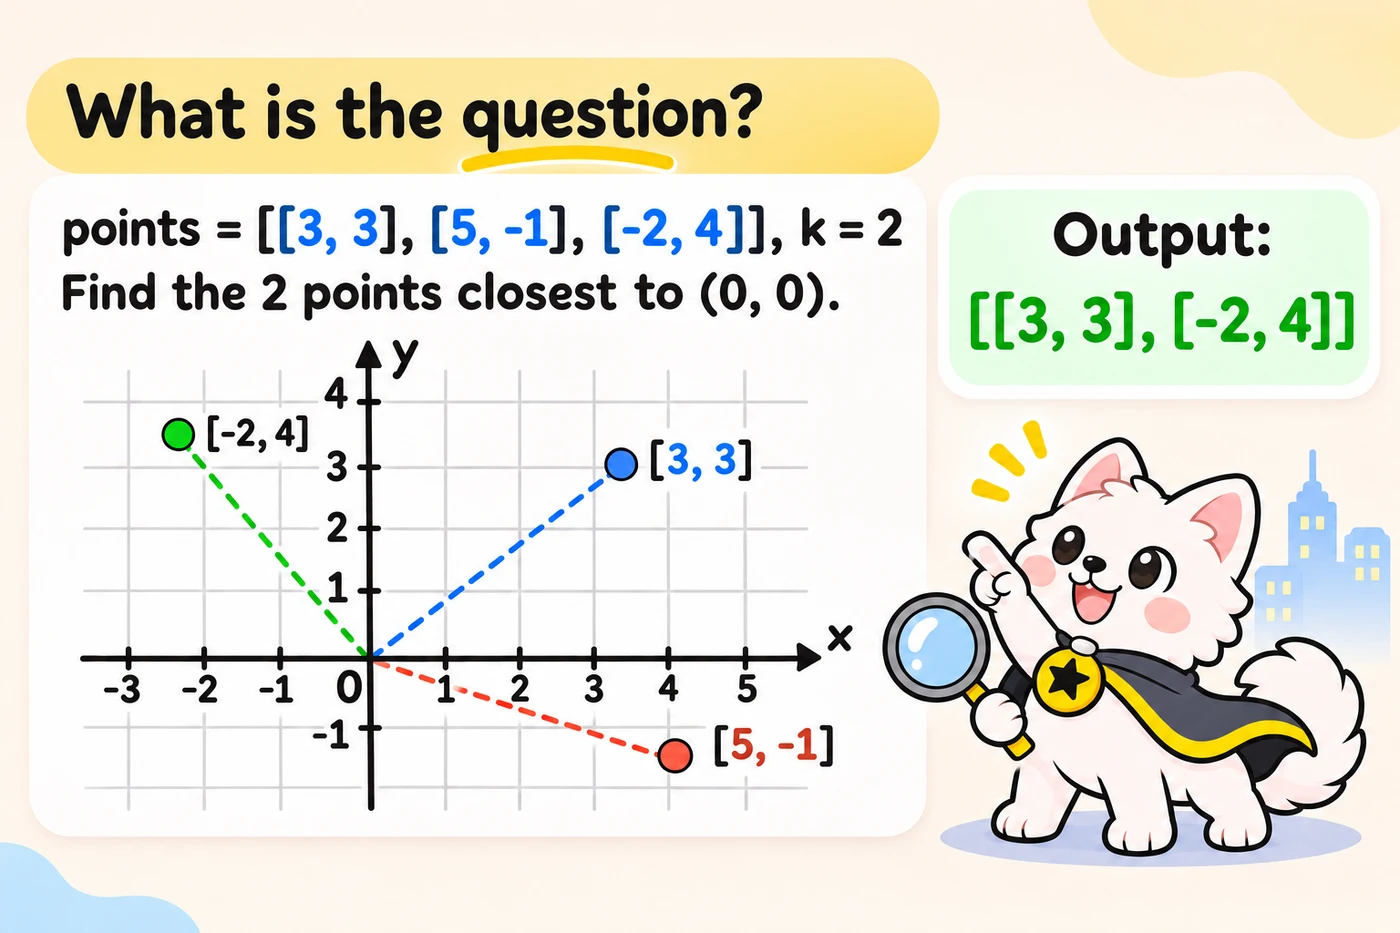 What is the question?
points = [[3, 3], [5, -1], [-2, 4]], k = 2
Find the 2 points closest to (0, 0).
Output:
[[3, 3], [-2, 4]]
y
4
[-2, 4]
3
[3, 3]
2
1
x
-3 -2 -1 0 1 2 3 4 5
-1
[5, -1]